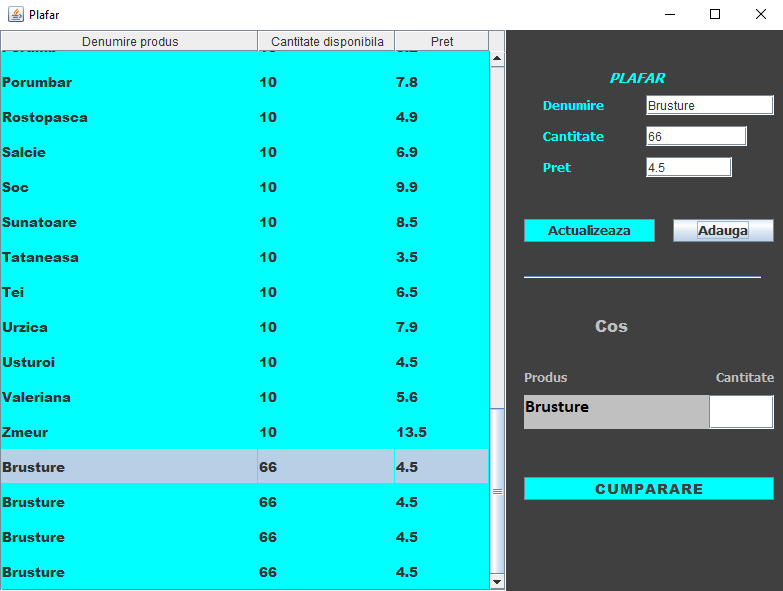 Plafar
Denumire produs Cantitate disponibila Pret
Porumbar 10 7.8
Rostopasca 10 4.9
Salcie 10 6.9
Soc 10 9.9
Sunatoare 10 8.5
Tataneasa 10 3.5
Tei 10 6.5
Urzica 10 7.9
Usturoi 10 4.5
Valeriana 10 5.6
Zmeur 10 13.5
Brusture 66 4.5
Brusture 66 4.5
Brusture 66 4.5
Brusture 66 4.5
PLAFAR
Denumire Brusture
Cantitate 66
Pret 4.5
Actualizeaza Adauga
Cos
Produs Cantitate
Brusture
CUMPARARE